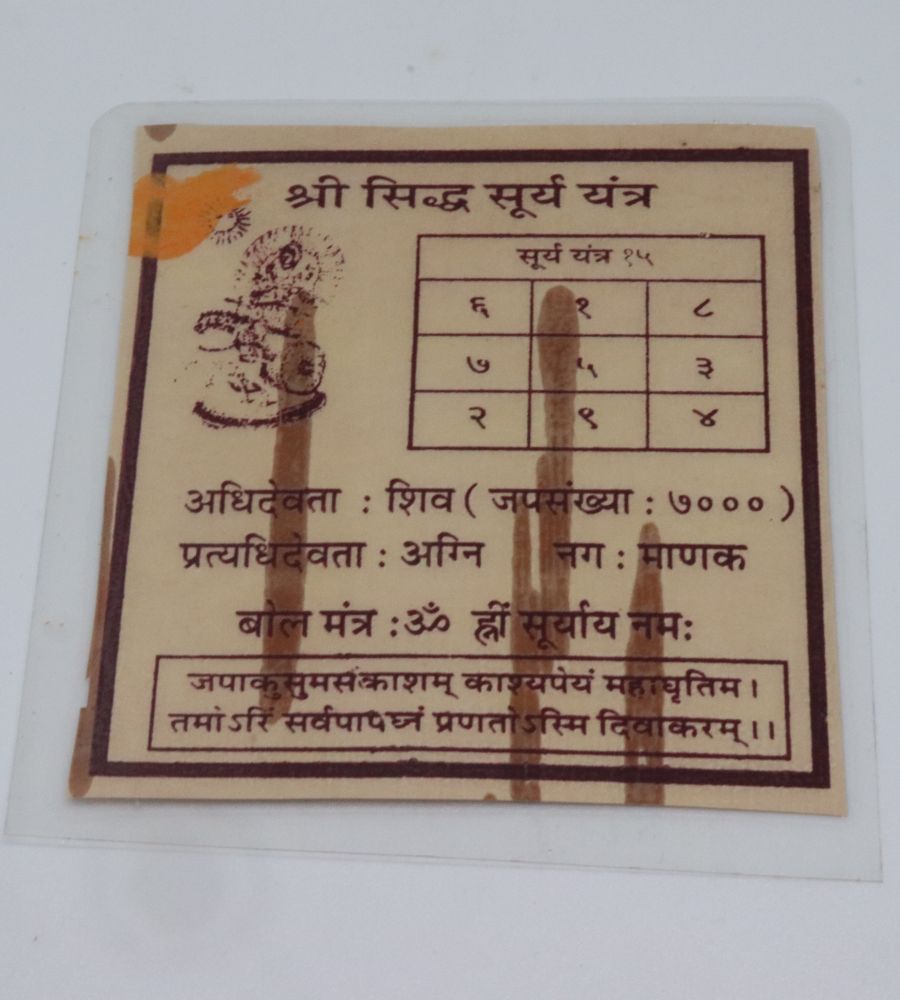 श्री सिद्ध सूर्य यंत्र
सूर्य यंत्र १५
६ १ ८
७ ५ ३
२ ९ ४
अधिदेवता : शिव ( जपसंख्या : ७००० )
प्रत्यधिदेवता : अग्नि नग : माणक
बोल मंत्र :ॐ ह्रीं सूर्याय नमः
जपाकुसुमसंकाशम् काश्यपेयं महाधृतिम।
तमोऽरिं सर्वपापघ्नं प्रणतोऽस्मि दिवाकरम्।।